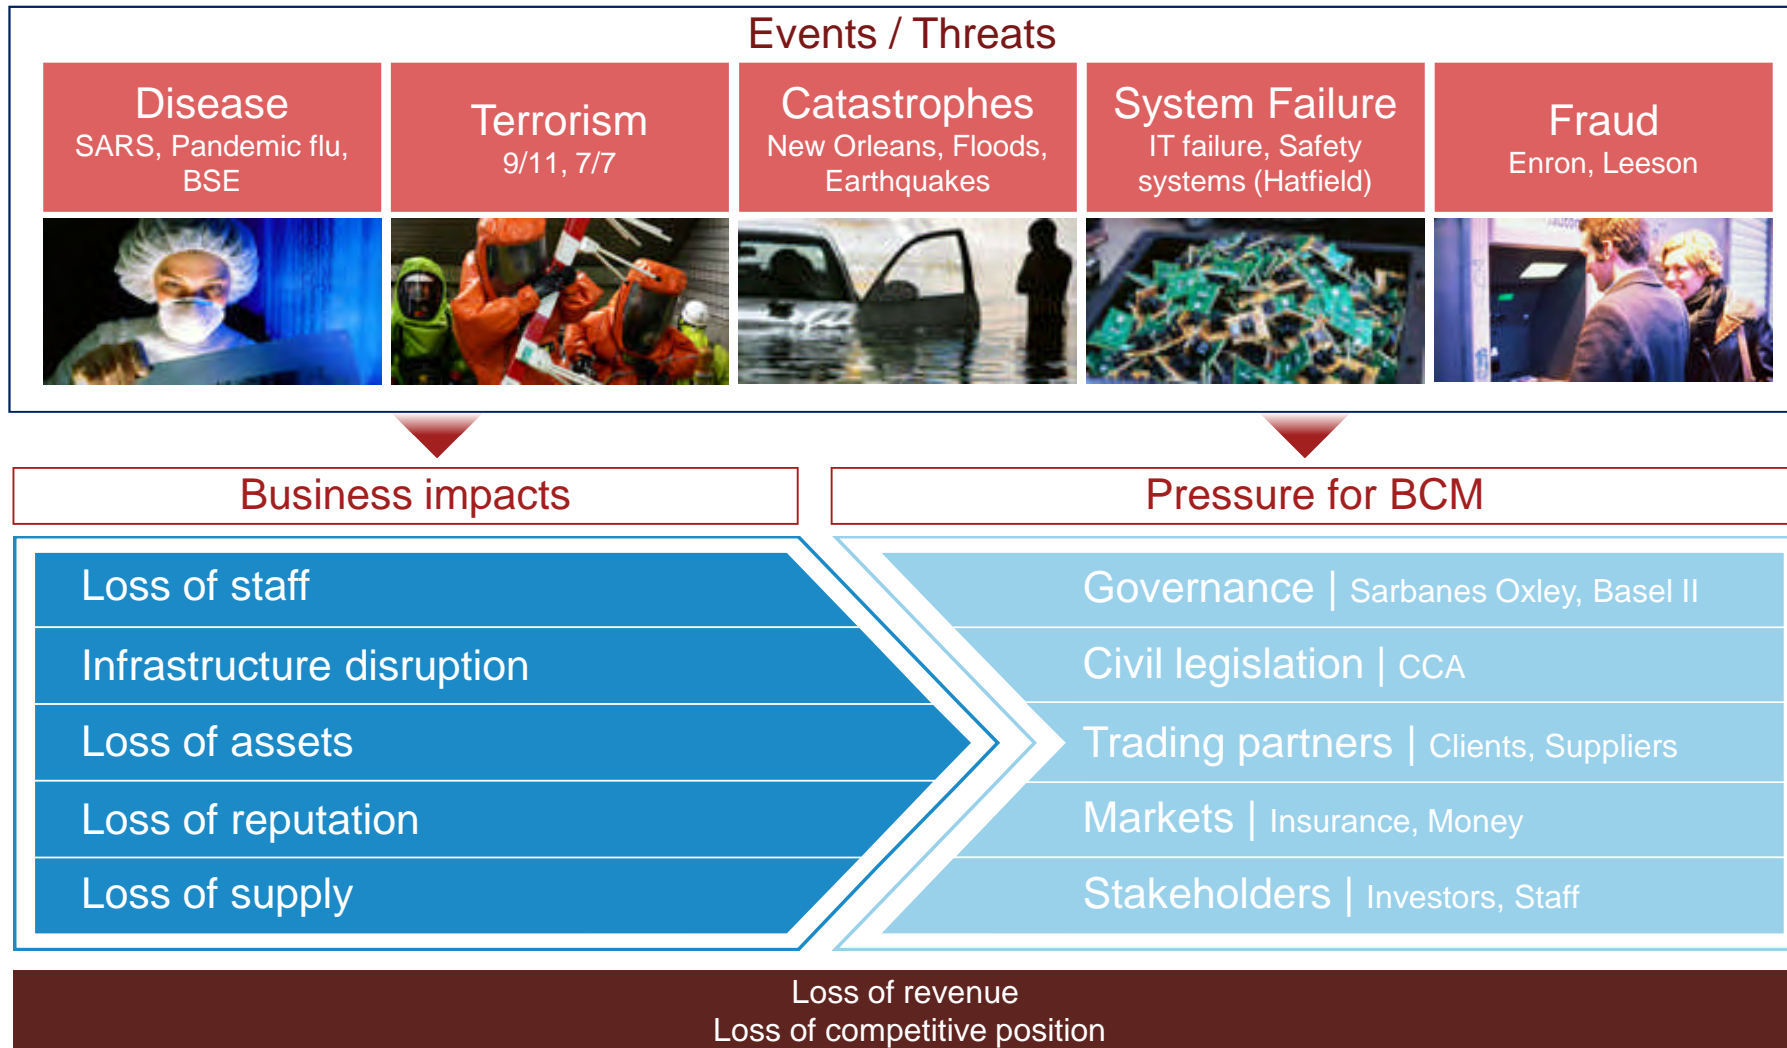 Events / Threats
Disease
SARS, Pandemic flu,
BSE
Terrorism
9/11, 7/7
Catastrophes
New Orleans, Floods,
Earthquakes
System Failure
IT failure, Safety
systems (Hatfield)
Fraud
Enron, Leeson
Business impacts
Loss of staff
Infrastructure disruption
Loss of assets
Loss of reputation
Loss of supply
Pressure for BCM
Governance | Sarbanes Oxley, Basel II
Civil legislation | CCA
Trading partners | Clients, Suppliers
Markets | Insurance, Money
Stakeholders | Investors, Staff
Loss of revenue
Loss of competitive position